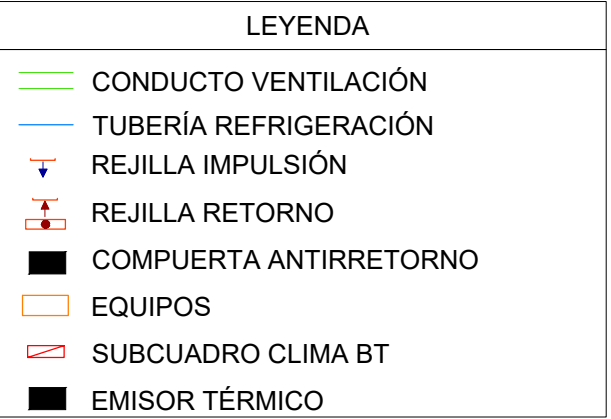 LEYENDA
CONDUCTO VENTILACIÓN
TUBERÍA REFRIGERACIÓN
REJILLA IMPULSIÓN
REJILLA RETORNO
COMPUERTA ANTIRRETORNO
EQUIPOS
SUBCUADRO CLIMA BT
EMISOR TÉRMICO